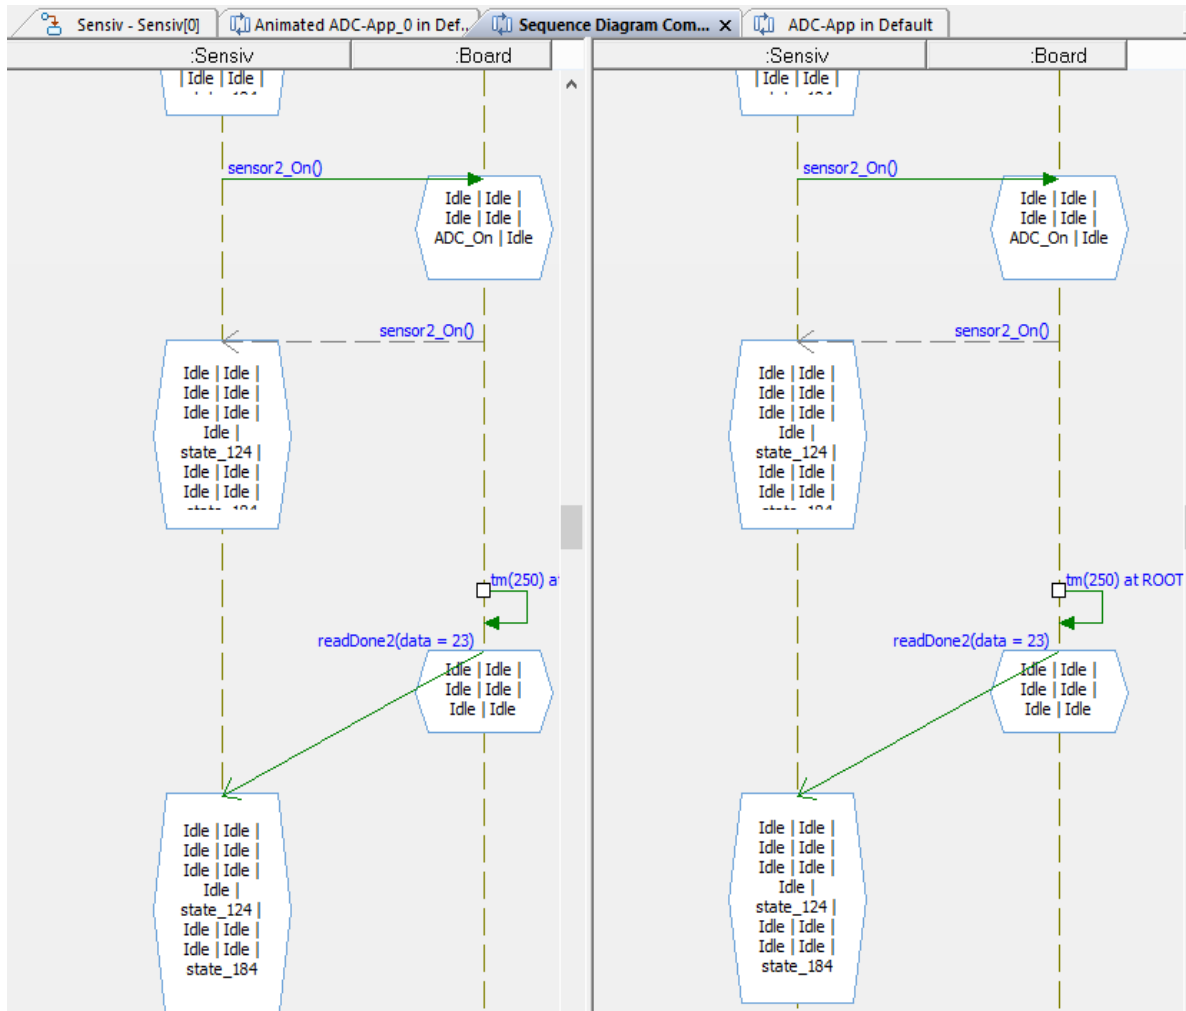 Sensiv - Sensiv[0]
Animated ADC-App_0 in Def...
Sequence Diagram Com...
ADC-App in Default
:Sensiv
:Board
| Idle | Idle |
sensor2_On()
Idle | Idle |
Idle | Idle |
ADC_On | Idle
sensor2_On()
Idle | Idle |
Idle | Idle |
Idle | Idle |
Idle |
state_124 |
Idle | Idle |
Idle | Idle |
tm(250) at
readDone2(data = 23)
Idle | Idle |
Idle | Idle |
Idle | Idle
Idle | Idle |
Idle | Idle |
Idle | Idle |
Idle |
state_124 |
Idle | Idle |
Idle | Idle |
state_184
:Sensiv
:Board
| Idle | Idle |
sensor2_On()
Idle | Idle |
Idle | Idle |
ADC_On | Idle
sensor2_On()
Idle | Idle |
Idle | Idle |
Idle | Idle |
Idle |
state_124 |
Idle | Idle |
Idle | Idle |
tm(250) at ROOT
readDone2(data = 23)
Idle | Idle |
Idle | Idle |
Idle | Idle
Idle | Idle |
Idle | Idle |
Idle | Idle |
Idle |
state_124 |
Idle | Idle |
Idle | Idle |
state_184